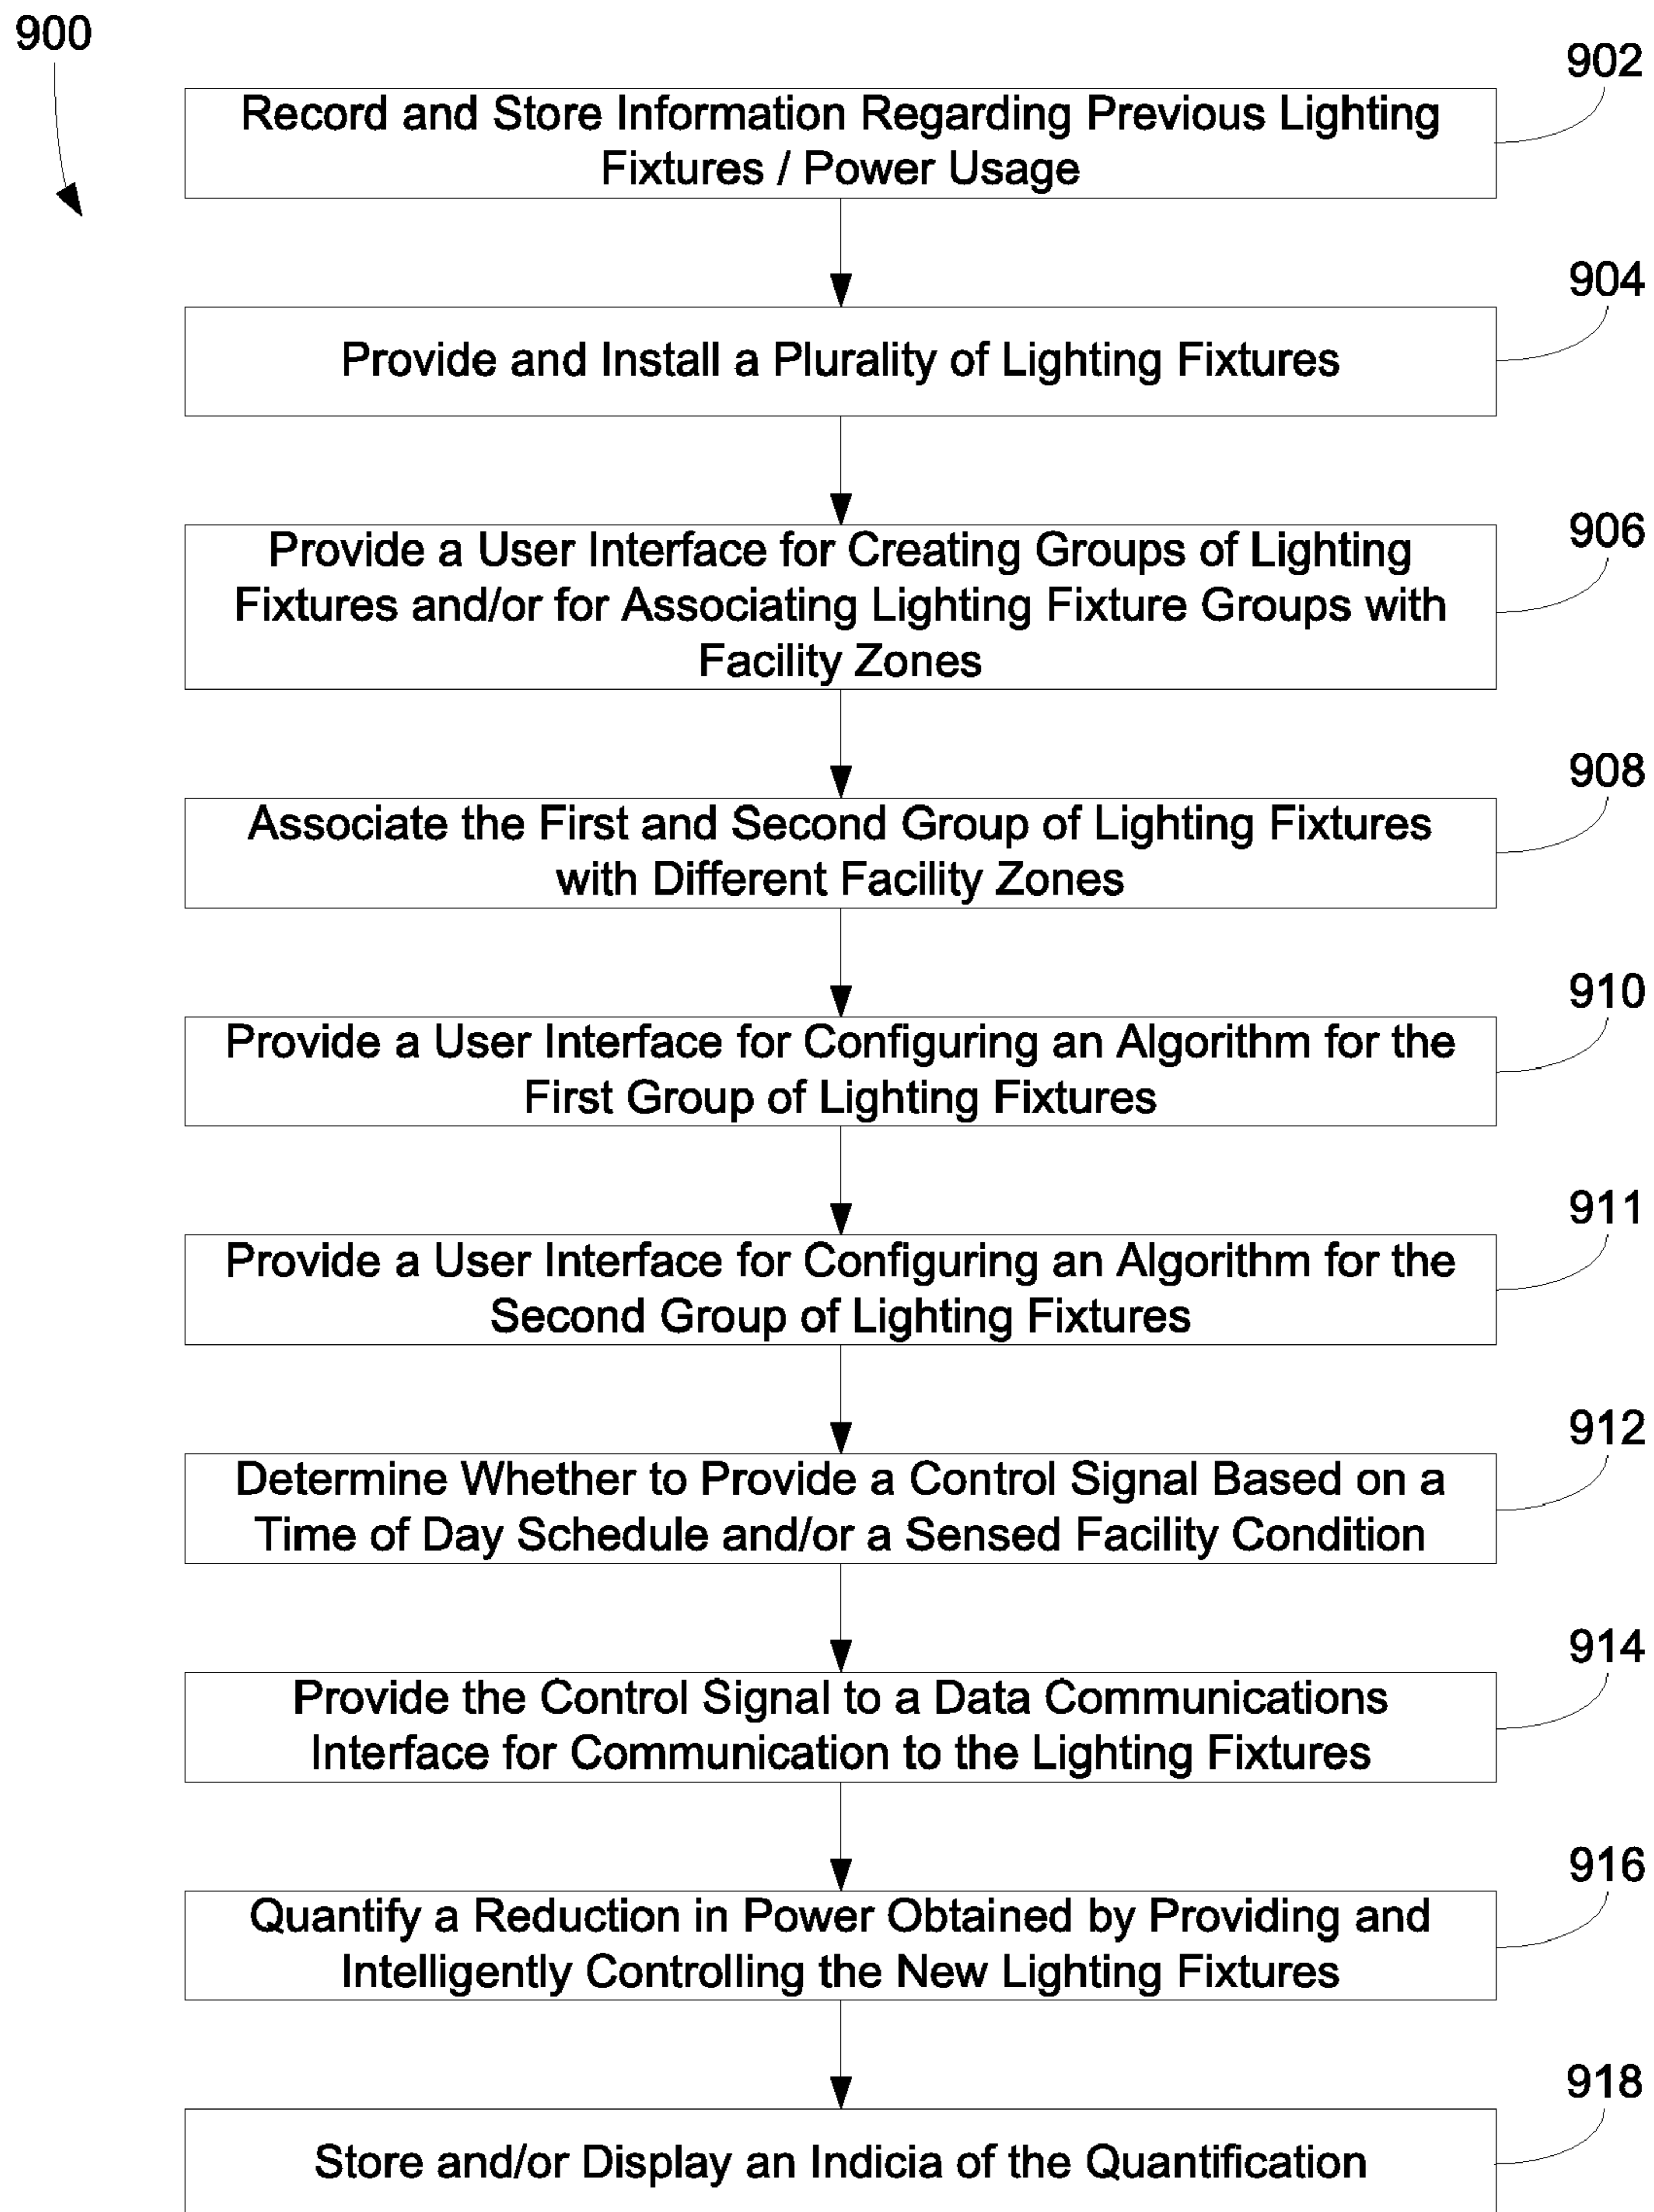 900
902
Record and Store Information Regarding Previous Lighting
Fixtures / Power Usage
904
Provide and Install a Plurality of Lighting Fixtures
906
Provide a User Interface for Creating Groups of Lighting
Fixtures and/or for Associating Lighting Fixture Groups with
Facility Zones
908
Associate the First and Second Group of Lighting Fixtures
with Different Facility Zones
910
Provide a User Interface for Configuring an Algorithm for the
First Group of Lighting Fixtures
911
Provide a User Interface for Configuring an Algorithm for the
Second Group of Lighting Fixtures
912
Determine Whether to Provide a Control Signal Based on a
Time of Day Schedule and/or a Sensed Facility Condition
914
Provide the Control Signal to a Data Communications
Interface for Communication to the Lighting Fixtures
916
Quantify a Reduction in Power Obtained by Providing and
Intelligently Controlling the New Lighting Fixtures
918
Store and/or Display an Indicia of the Quantification